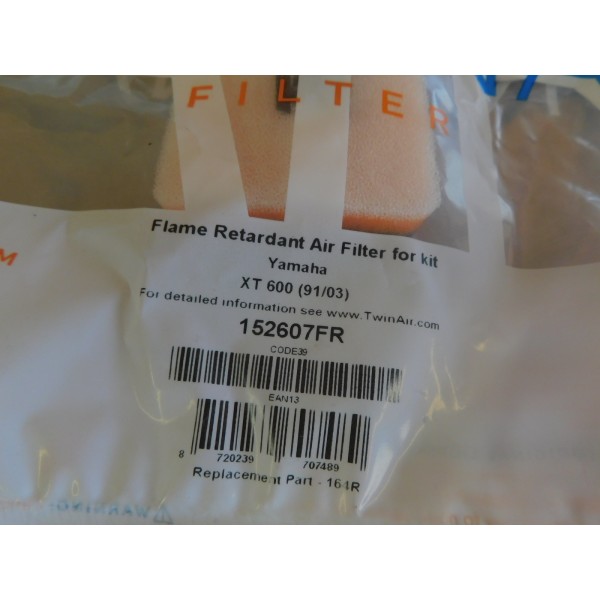 FILTER
Flame Retardant Air Filter for kit
Yamaha
XT 600 (91/03)
For detailed information see www.TwinAir.com
152607FR
CODE39
EAN13
8 720239 707489
Replacement Part - 164R
M
⚠ WARNING